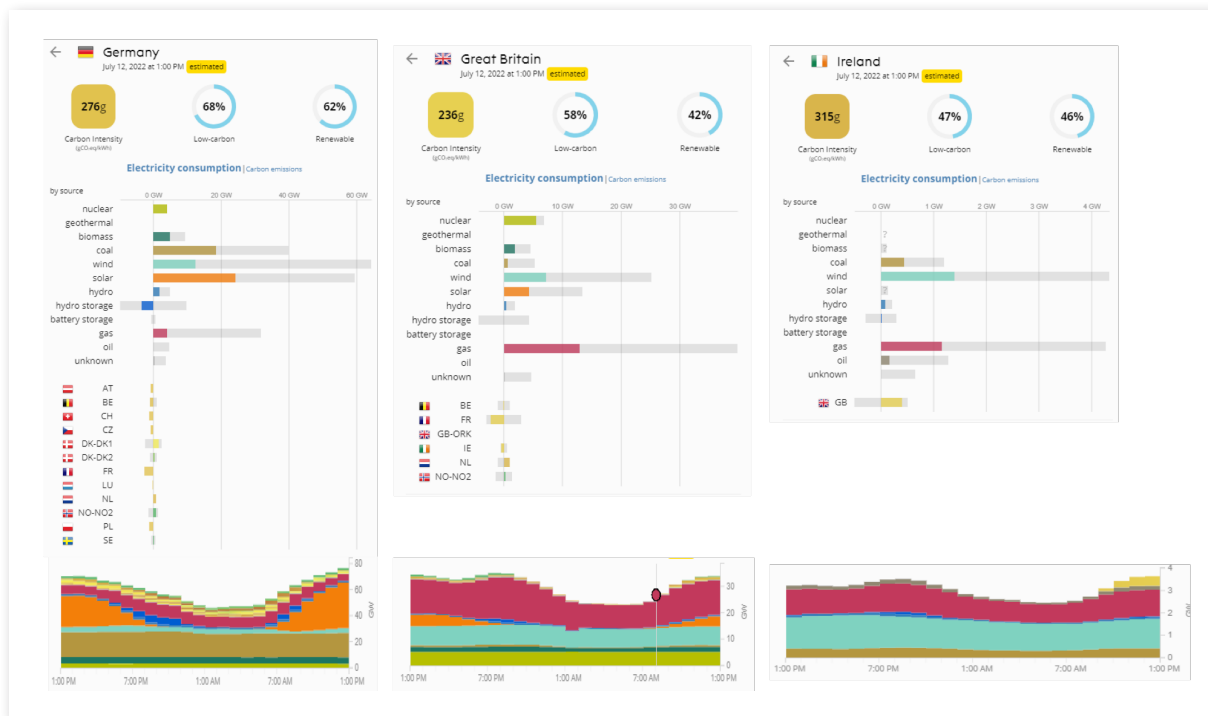 ← Germany
July 12, 2022 at 1:00 PM estimated
276g
68%
62%
Carbon Intensity
(gCO-eq/kWh)
Low-carbon
Renewable
Electricity consumption | Carbon emissions
by source
0 GW 20 GW 40 GW 60 GW
nuclear
geothermal
biomass
coal
wind
solar
hydro
hydro storage
battery storage
gas
oil
unknown
AT
BE
CH
CZ
DK-DK1
DK-DK2
FR
LU
NL
NO-NO2
PL
SE
80
60
40
20
0
GW
1:00 PM 7:00 PM 1:00 AM 7:00 AM 1:00 PM
← Great Britain
July 12, 2022 at 1:00 PM estimated
236g
58%
42%
Carbon Intensity
(gCO-eq/kWh)
Low-carbon
Renewable
Electricity consumption | Carbon emissions
by source
0 GW 10 GW 20 GW 30 GW
nuclear
geothermal
biomass
coal
wind
solar
hydro
hydro storage
battery storage
gas
oil
unknown
BE
FR
GB-ORK
IE
NL
NO-NO2
30
20
10
0
GW
1:00 PM 7:00 PM 1:00 AM 7:00 AM 1:00 PM
← Ireland
July 12, 2022 at 1:00 PM estimated
315g
47%
46%
Carbon Intensity
(gCO-eq/kWh)
Low-carbon
Renewable
Electricity consumption | Carbon emissions
by source
0 GW 1 GW 2 GW 3 GW 4 GW
nuclear
geothermal ?
biomass ?
coal
wind
solar ?
hydro
hydro storage
battery storage
gas
oil
unknown
GB
4
3
2
1
0
GW
1:00 PM 7:00 PM 1:00 AM 7:00 AM 1:00 PM